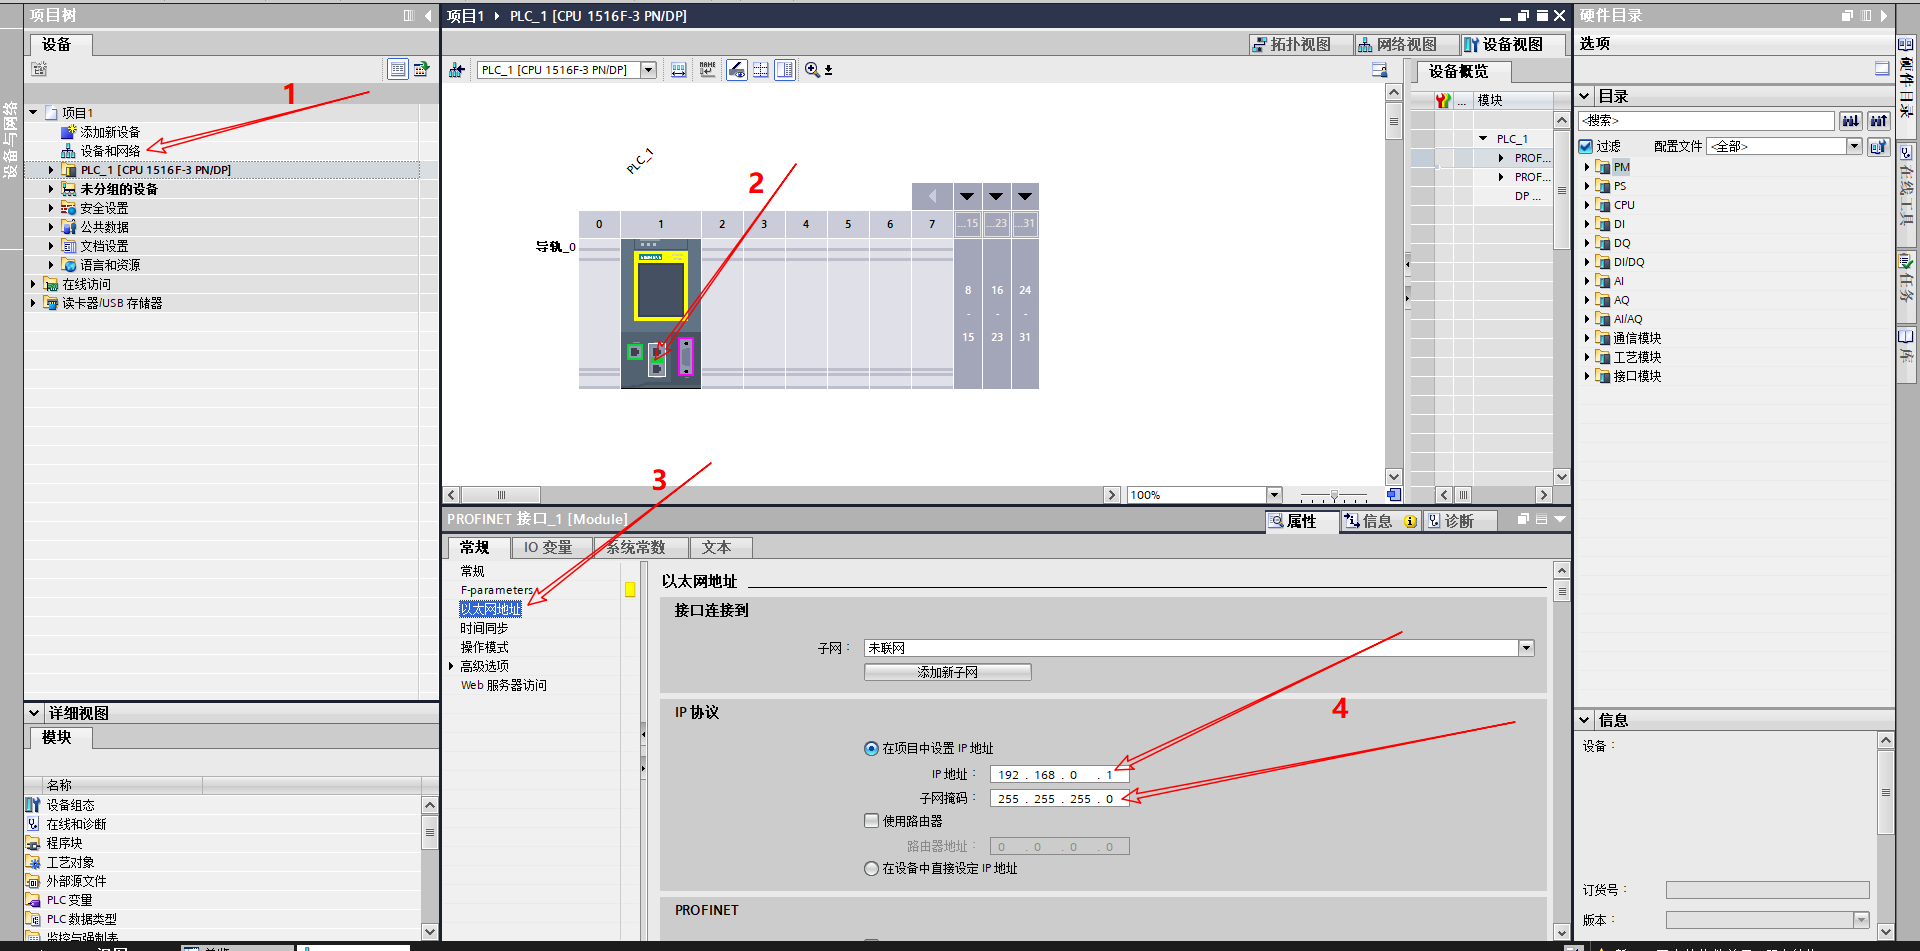 项目树
项目1 PLC_1 [CPU 1516F-3 PN/DP]
硬件目录
设备
拓扑视图
网络视图
设备视图
选项
PLC_1 [CPU 1516F-3 PN/DP]
设备概览
... 模块
目录
<搜索>
过滤 配置文件 <全部>
设备与网络
1
项目1
添加新设备
设备和网络
PLC_1 [CPU 1516F-3 PN/DP]
未分组的设备
安全设置
公共数据
文档设置
语言和资源
在线访问
读卡器/USB 存储器
PLC_1
2
0 1 2 3 4 5 6 7 ...15 ...23 ...31
导轨_0
SIEMENS
8 16 24
- - -
15 23 31
PLC_1
PROF...
PROF...
DP ...
PM
PS
CPU
DI
DQ
DI/DQ
AI
AQ
AI/AQ
通信模块
工艺模块
接口模块
硬件目录
在线工具
任务
库
3
100%
PROFINET 接口_1 [Module]
属性
信息
诊断
常规
IO 变量
系统常数
文本
常规
F-parameters
以太网地址
时间同步
操作模式
高级选项
Web 服务器访问
以太网地址
接口连接到
子网：
未联网
添加新子网
IP 协议
4
在项目中设置 IP 地址
IP 地址： 192 . 168 . 0 . 1
子网掩码： 255 . 255 . 255 . 0
使用路由器
路由器地址： 0 . 0 . 0 . 0
在设备中直接设定 IP 地址
PROFINET
详细视图
模块
名称
设备组态
在线和诊断
程序块
工艺对象
外部源文件
PLC 变量
PLC 数据类型
监控与强制表
信息
设备：
订货号：
版本：